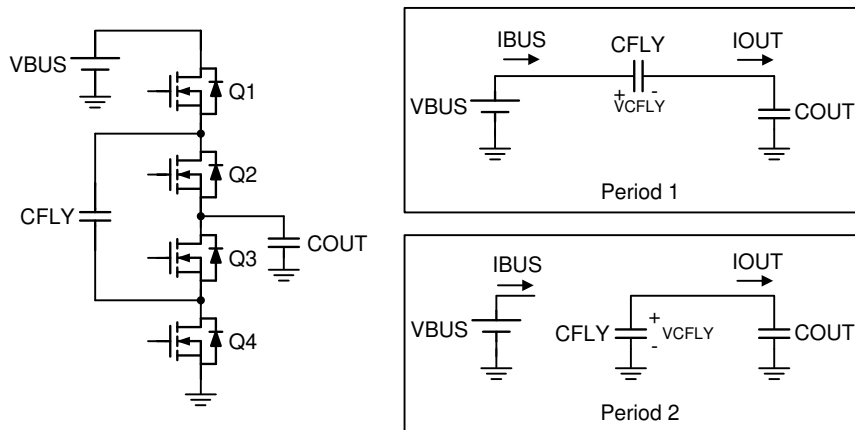 VBUS
Q1
Q2
CFLY
Q3
COUT
Q4
IBUS
CFLY
IOUT
+ -
VCFLY
VBUS
COUT
Period 1
IBUS
IOUT
VBUS
CFLY
+
VCFLY
-
COUT
Period 2